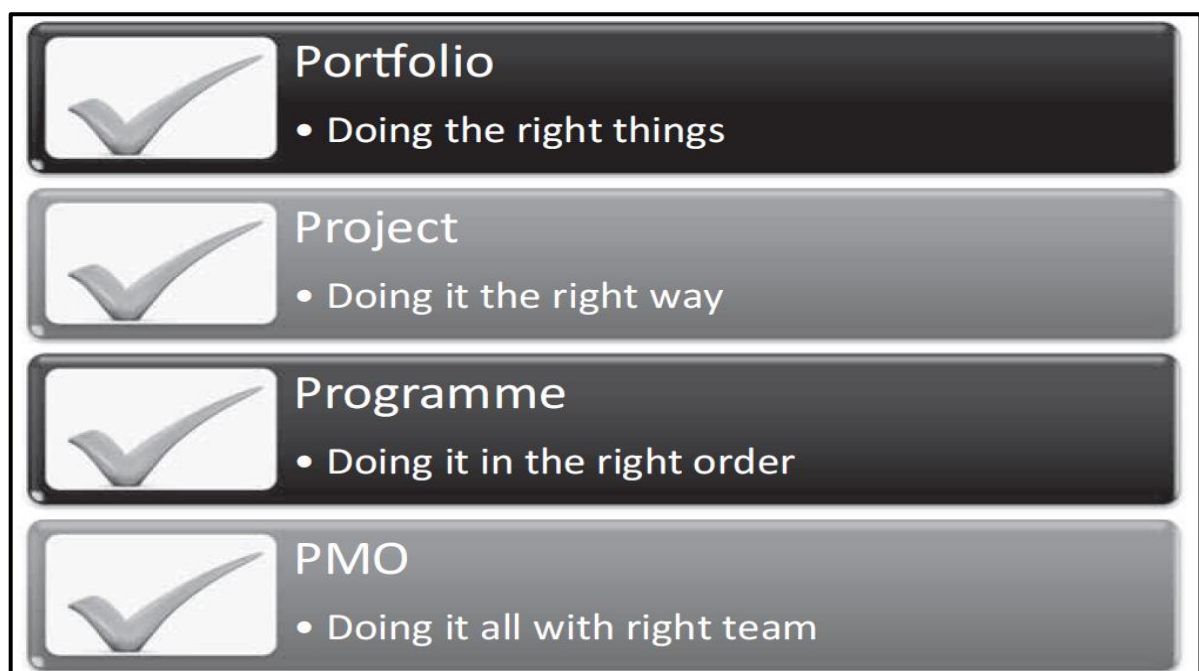 Portfolio
• Doing the right things
Project
• Doing it the right way
Programme
• Doing it in the right order
PMO
• Doing it all with right team